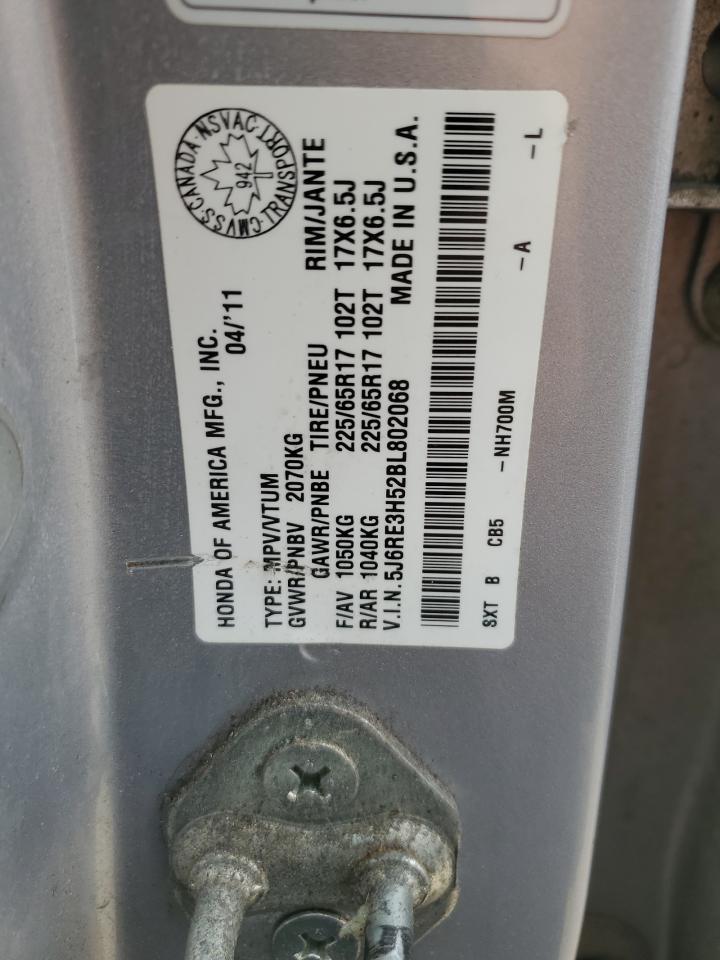 CMVSS·CANADA·NSVAC·TRANSPORT
942
HONDA OF AMERICA MFG., INC.
04/'11
TYPE: MPV/VTUM
GVWR/PNBV 2070KG
GAWR/PNBE TIRE/PNEU RIM/JANTE
F/AV 1050KG 225/65R17 102T 17X6.5J
R/AR 1040KG 225/65R17 102T 17X6.5J
V.I.N. 5J6RE3H52BL802068 MADE IN U.S.A.
SXT B CB5 -NH700M -A -L